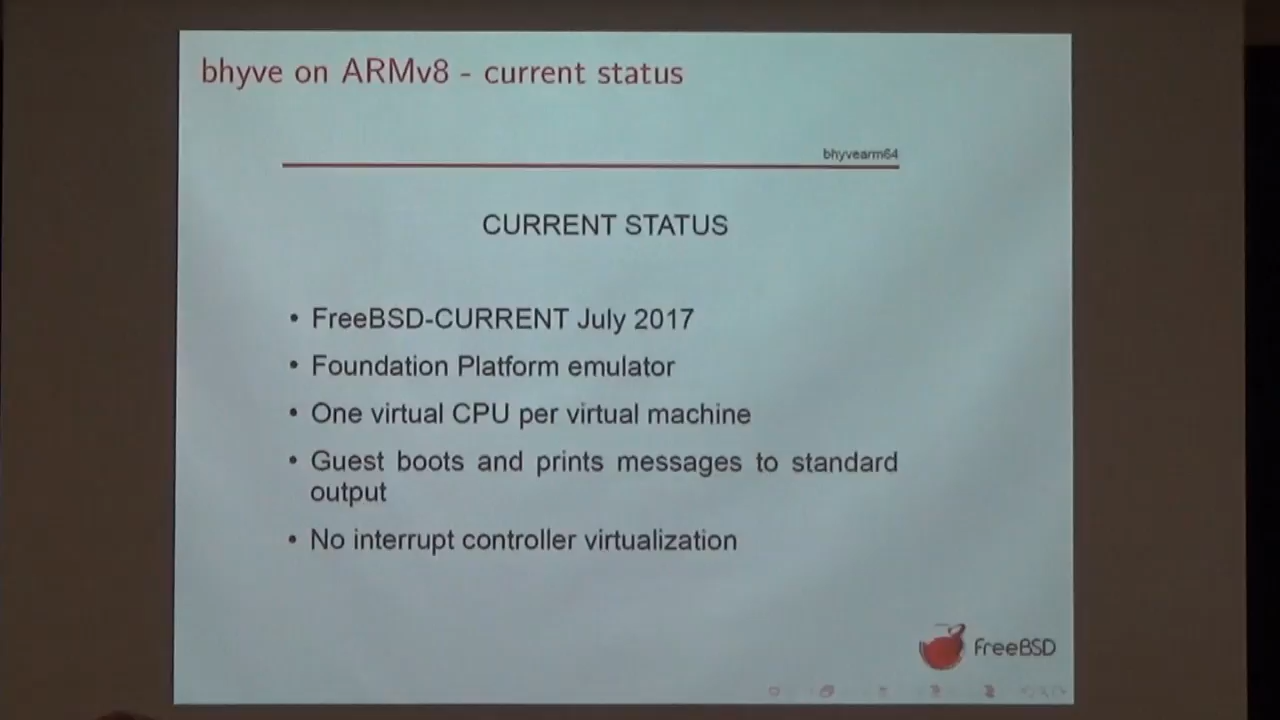 bhyve on ARMv8 - current status
bhyvearm64
CURRENT STATUS
• FreeBSD-CURRENT July 2017
• Foundation Platform emulator
• One virtual CPU per virtual machine
• Guest boots and prints messages to standard
output
• No interrupt controller virtualization
FreeBSD